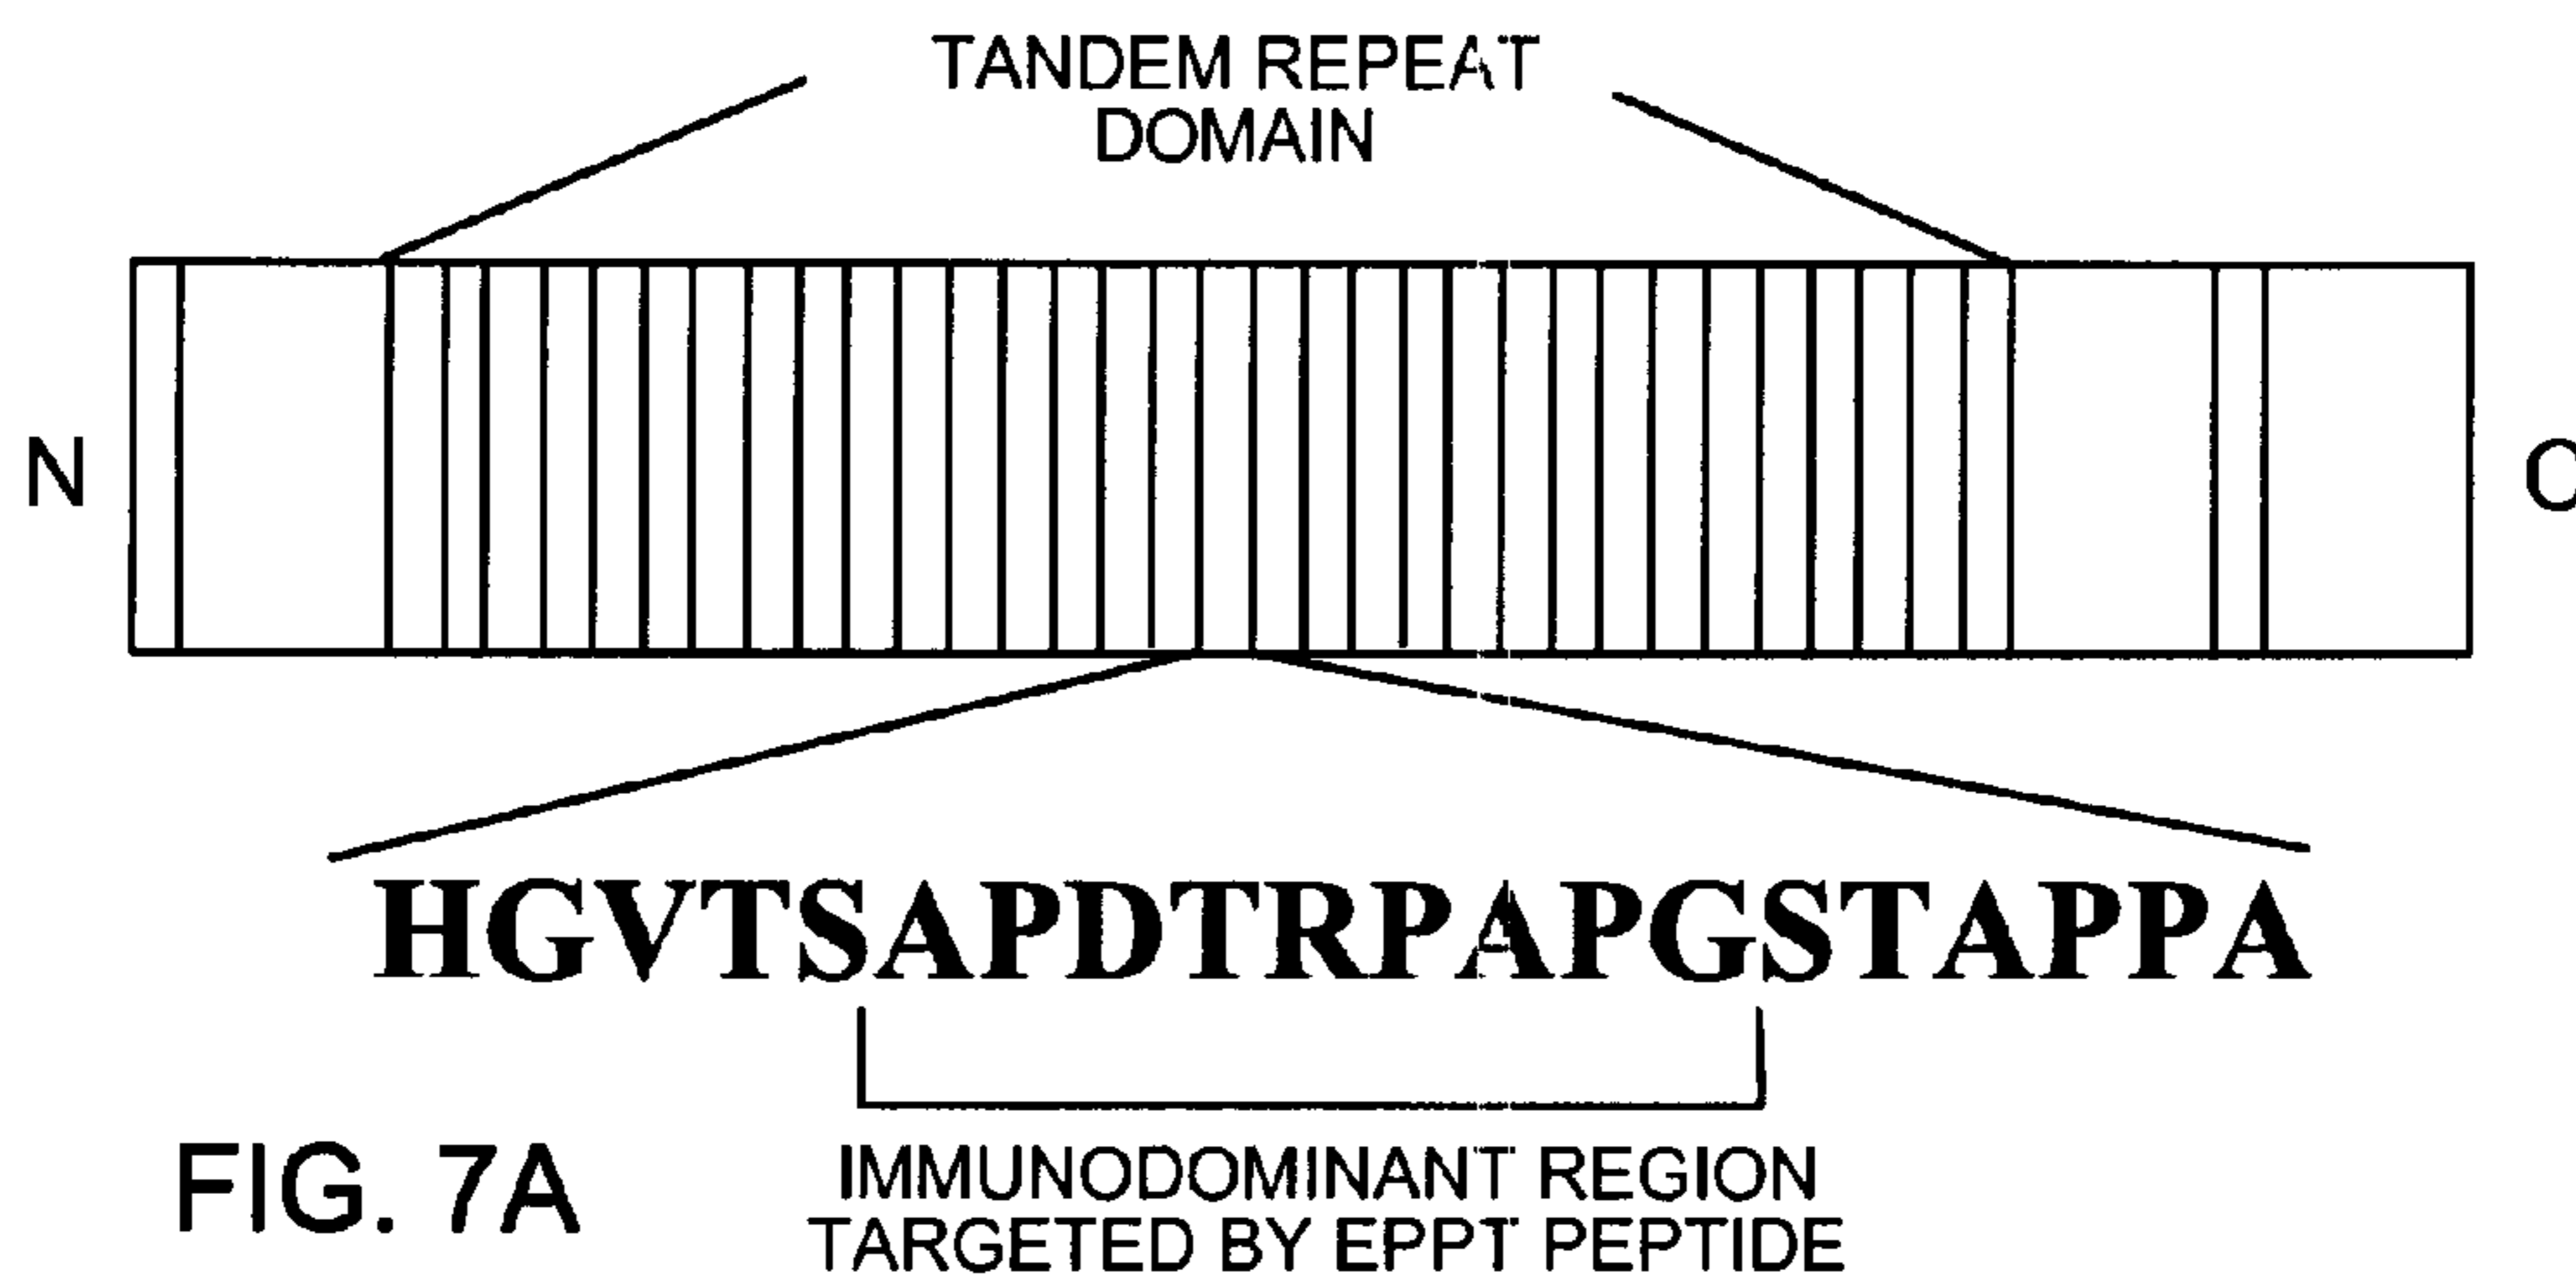 TANDEM REPEAT
DOMAIN
N
C
HGVTSAPDTRPAPGSTAPPA
FIG. 7A
IMMUNODOMINANT REGION
TARGETED BY EPPT PEPTIDE